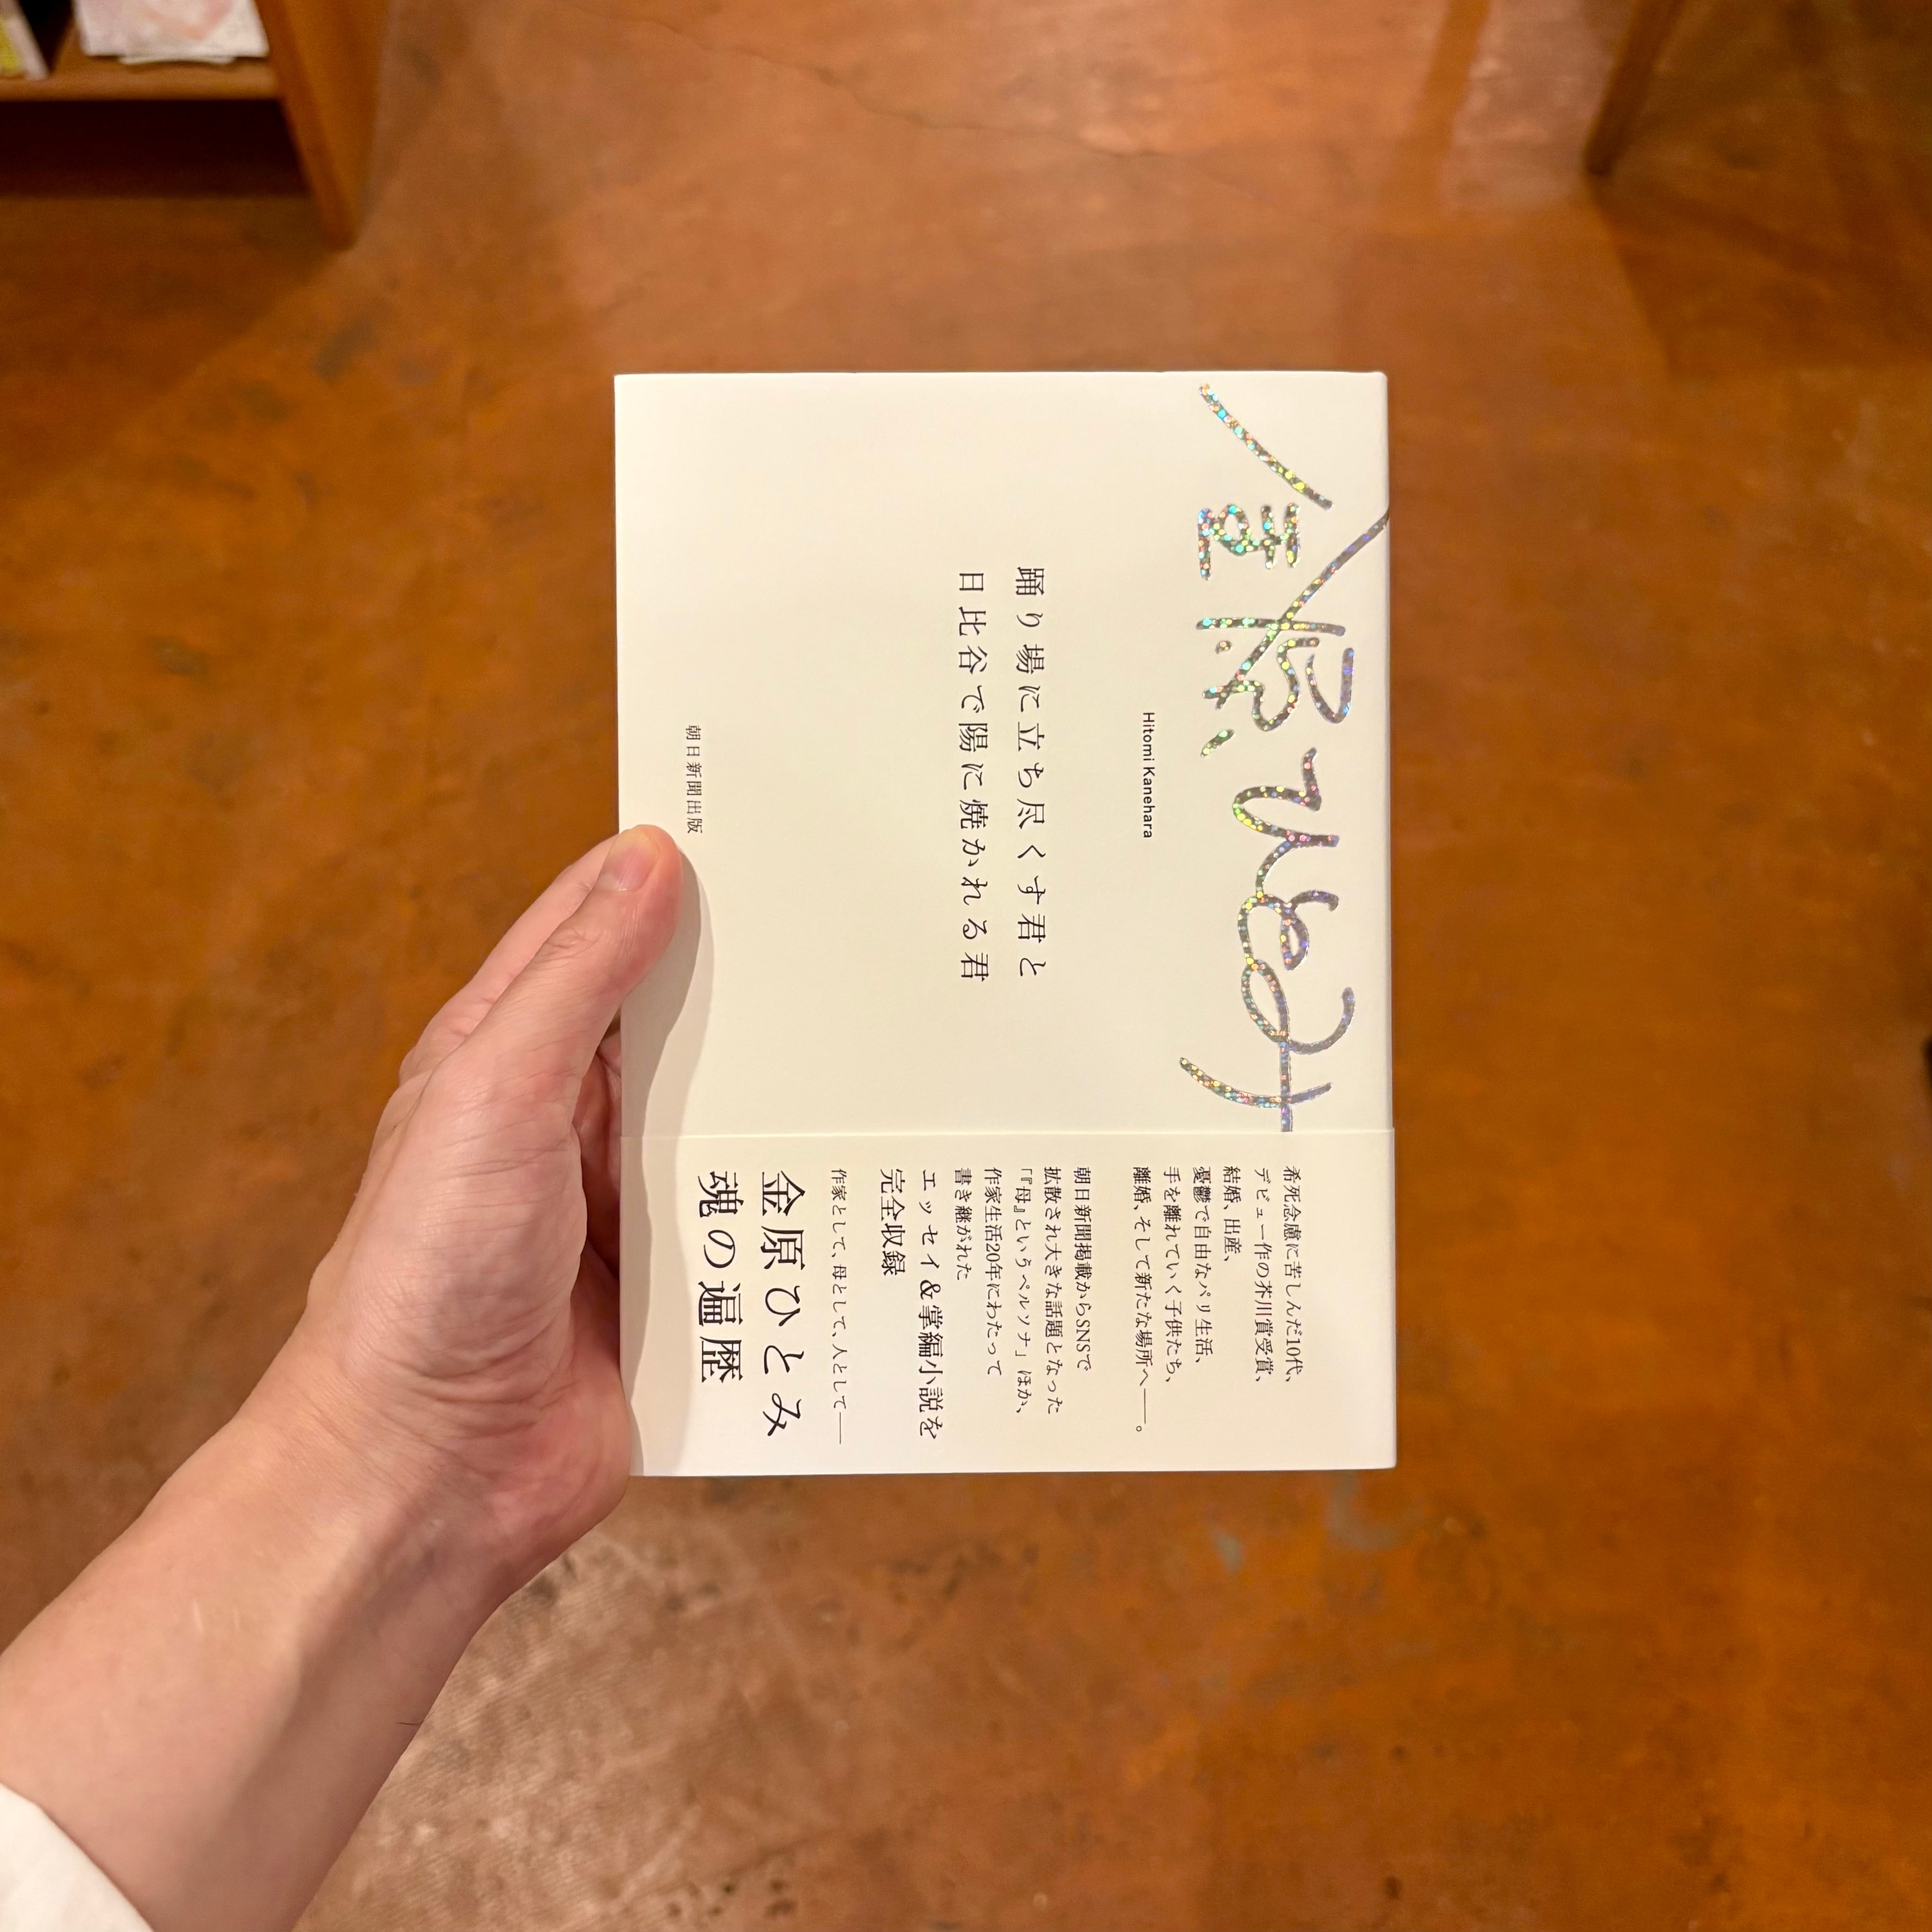 金原ひとみ
Hitomi Kanehara
踊り場に立ち尽くす君と
日比谷で陽に焼かれる君
朝日新聞出版
希死念慮に苦しんだ10代、
デビュー作の芥川賞受賞、
結婚、出産、
憂鬱で自由なパリ生活、
手を離れていく子供たち、
離婚、そして新たな場所へ――。
朝日新聞掲載からSNSで
拡散され大きな話題となった
「『母』というペルソナ」ほか、
作家生活20年にわたって
書き継がれた
エッセイ&掌編小説を
完全収録
作家として、母として、人として――
金原ひとみ
魂の遍歴